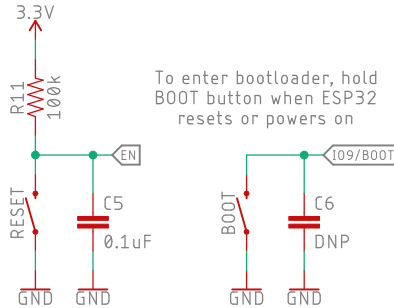 3.3V
R11
100k
To enter bootloader, hold
BOOT button when ESP32
resets or powers on
EN
IO9/BOOT
RESET
C5
0.1uF
BOOT
C6
DNP
GND
GND
GND
GND